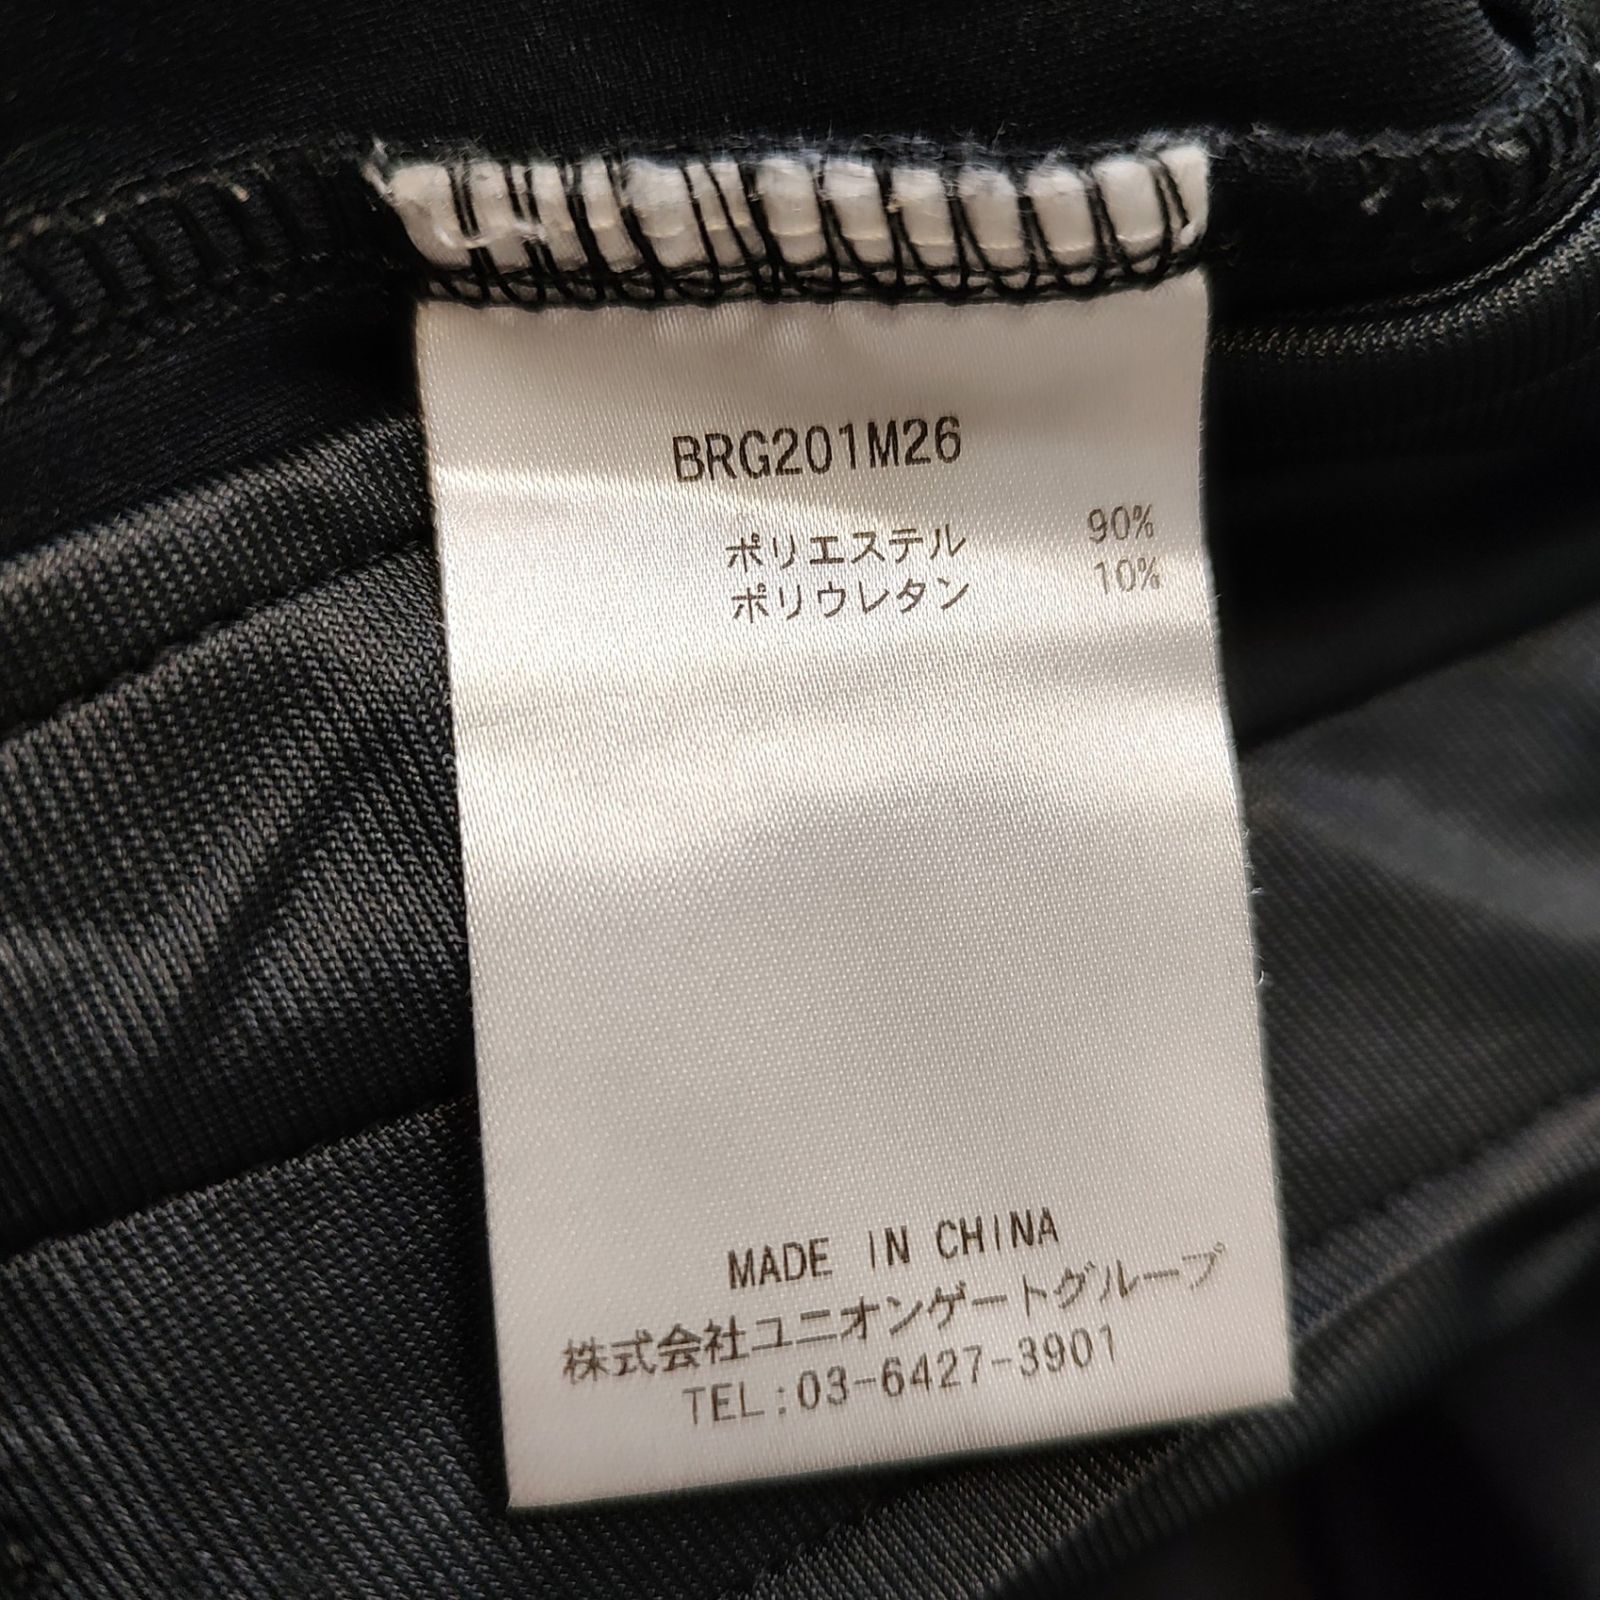 BRG201M26
ポリエステル 90%
ポリウレタン 10%
MADE IN CHINA
株式会社ユニオンゲートグループ
TEL:03-6427-3901